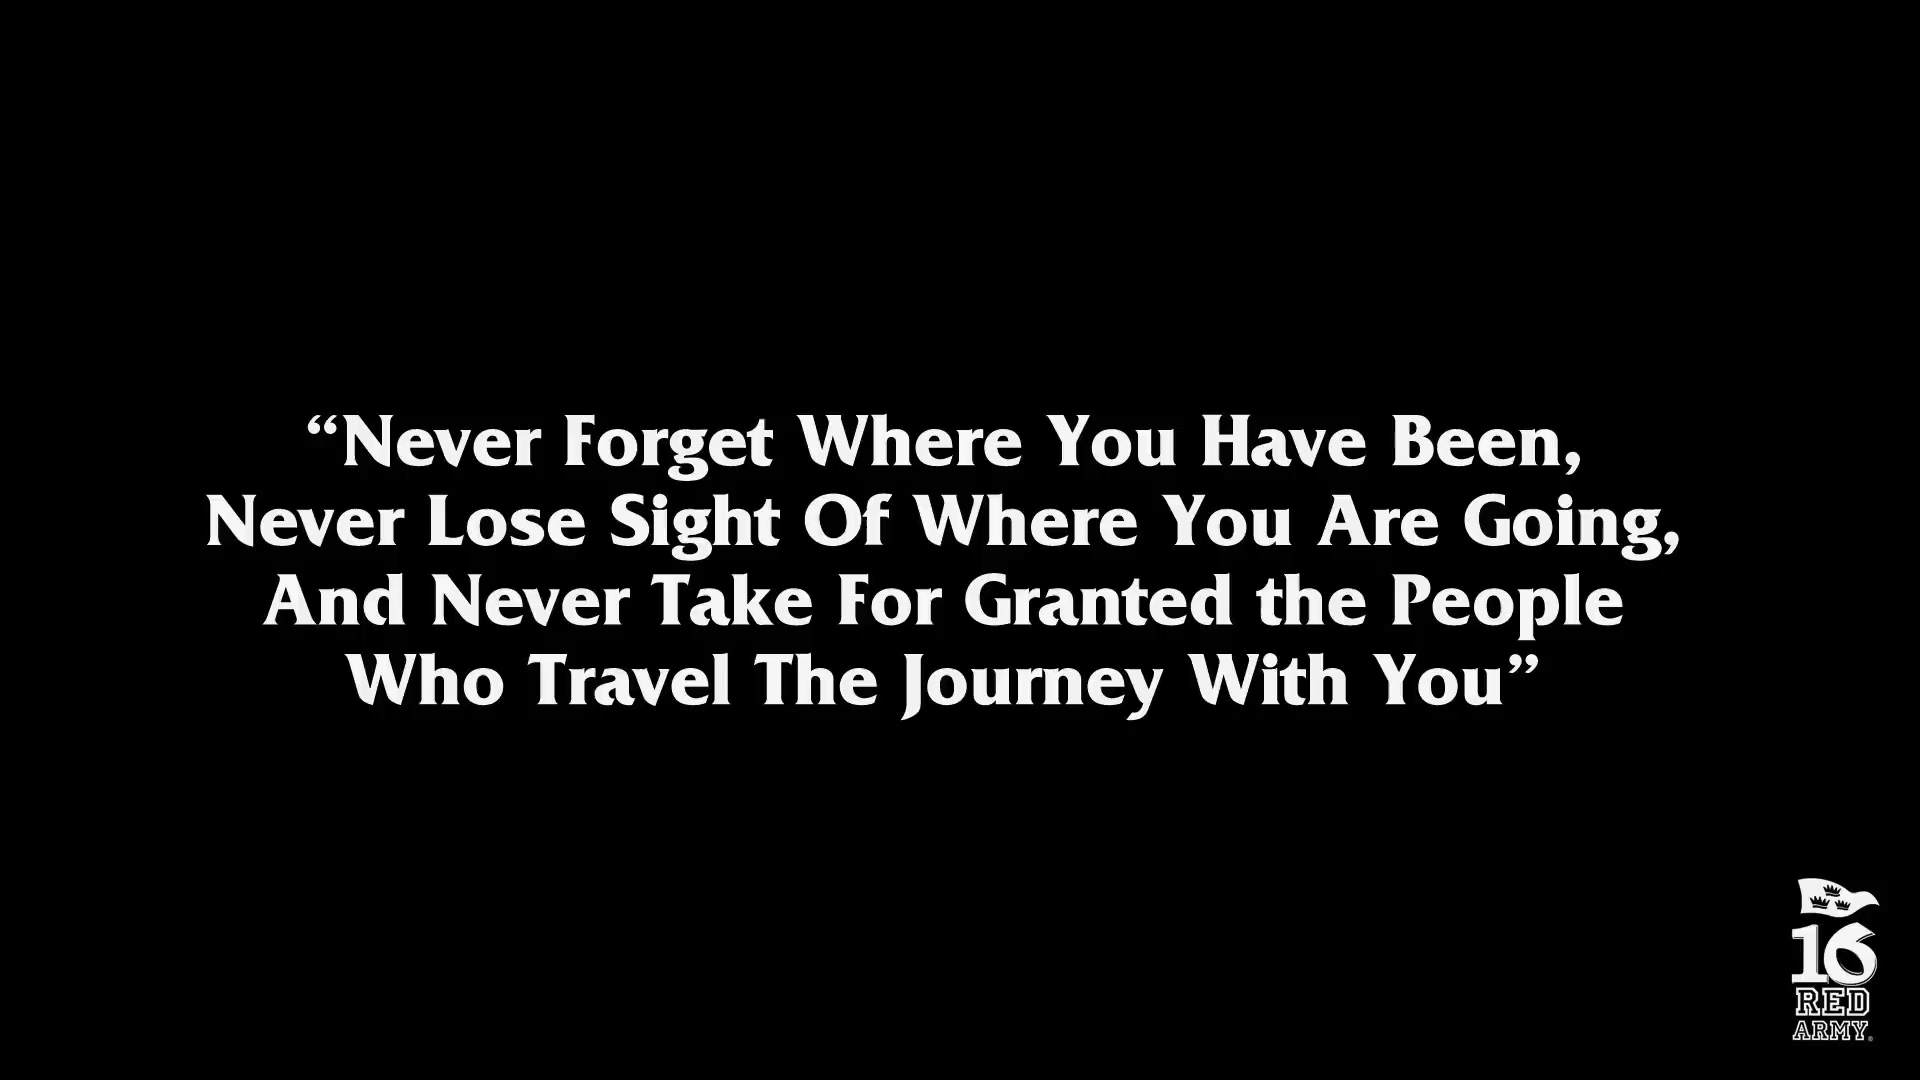 “Never Forget Where You Have Been,
Never Lose Sight Of Where You Are Going,
And Never Take For Granted the People
Who Travel The Journey With You”
16
RED
ARMY®